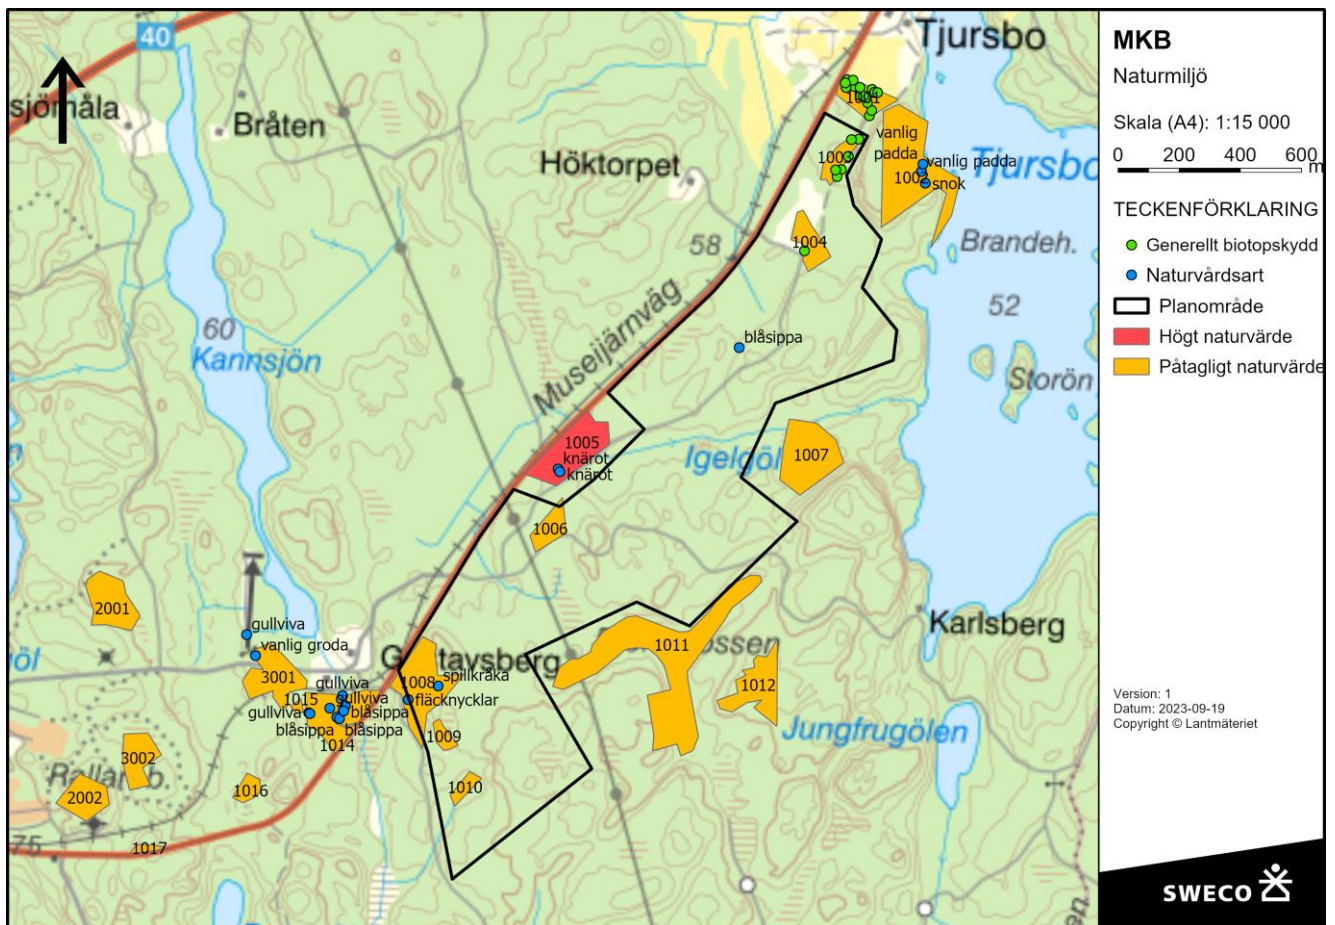 40
Tjursbo
sjömåla
Bråten
Höktorpet
1001
1003
vanlig
padda
vanlig padda
1002
snok
Tjursbo
58
1004
Brandeh.
52
60
Kannsjön
Museijärnväg
blåsippa
Storön
1005
knärot
knärot
Igelgöl
1007
1006
2001
gullviva
vanlig groda
Karlsberg
öl
3001
gullviva
1008
spillkråka
1011
ossen
1012
1015
gullviva
fläcknycklar
gullviva
blåsippa
blåsippa
blåsippa
1014
1009
Jungfrugölen
3002
2002
1016
1010
75
1017
MKB
Naturmiljö
Skala (A4): 1:15 000
0 200 400 600
m
TECKENFÖRKLARING
Generellt biotopskydd
Naturvårdsart
Planområde
Högt naturvärde
Påtagligt naturvärde
Version: 1
Datum: 2023-09-19
Copyright © Lantmäteriet
SWECO